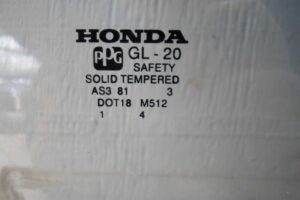 HONDA
PPG GL-20
SAFETY
SOLID TEMPERED
AS3 81 3
DOT18 M512
1 4